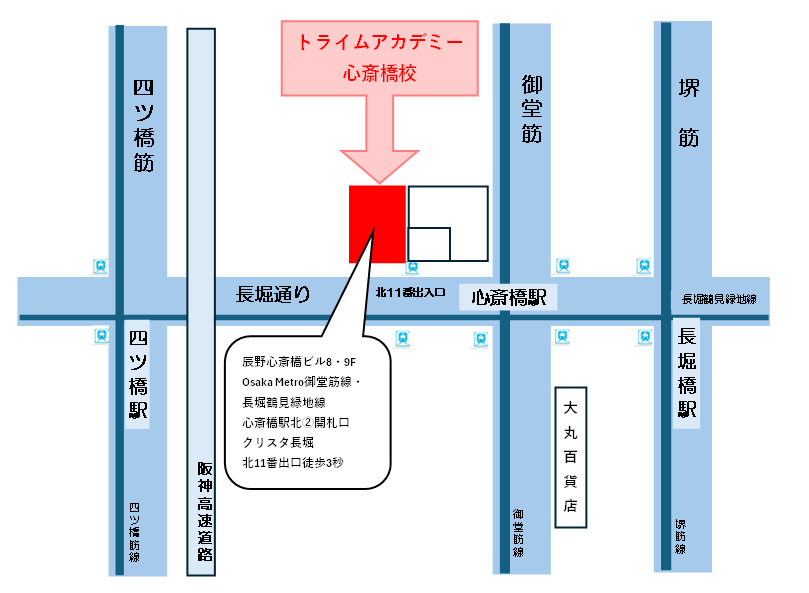 トライムアカデミー
心斎橋校
四ツ橋筋
御堂筋
堺筋
長堀通り
北11番出入口
心斎橋駅
長堀鶴見緑地線
四ツ橋駅
長堀橋駅
辰野心斎橋ビル8・9F
Osaka Metro御堂筋線・
長堀鶴見緑地線
心斎橋駅北②開札口
クリスタ長堀
北11番出口徒歩3秒
大丸百貨店
阪神高速道路
四ツ橋筋線
御堂筋線
堺筋線